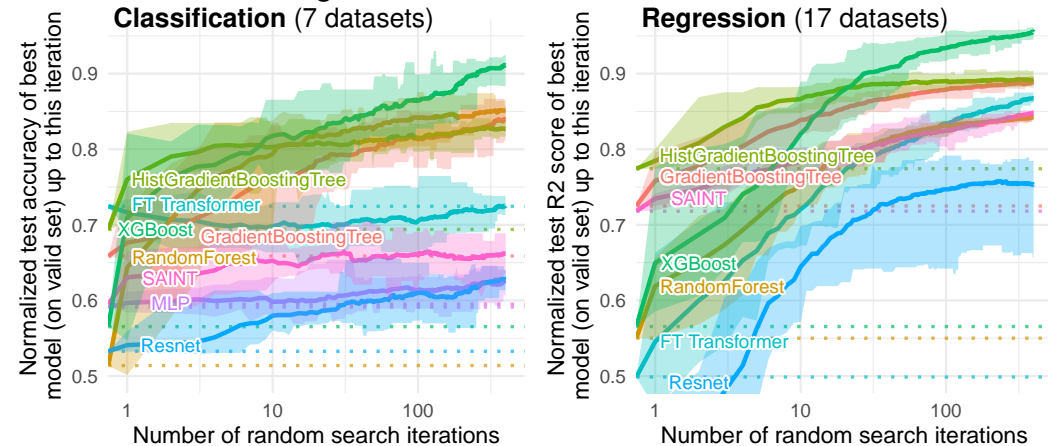 Classification (7 datasets)
Normalized test accuracy of best
model (on valid set) up to this iteration
0.9
0.8
0.7
0.6
0.5
HistGradientBoostingTree
FT Transformer
XGBoost
GradientBoostingTree
RandomForest
SAINT
MLP
Resnet
1
10
100
Number of random search iterations
Regression (17 datasets)
Normalized test R2 score of best
model (on valid set) up to this iteration
0.9
0.8
0.7
0.6
0.5
HistGradientBoostingTree
GradientBoostingTree
SAINT
XGBoost
RandomForest
FT Transformer
Resnet
1
10
100
Number of random search iterations